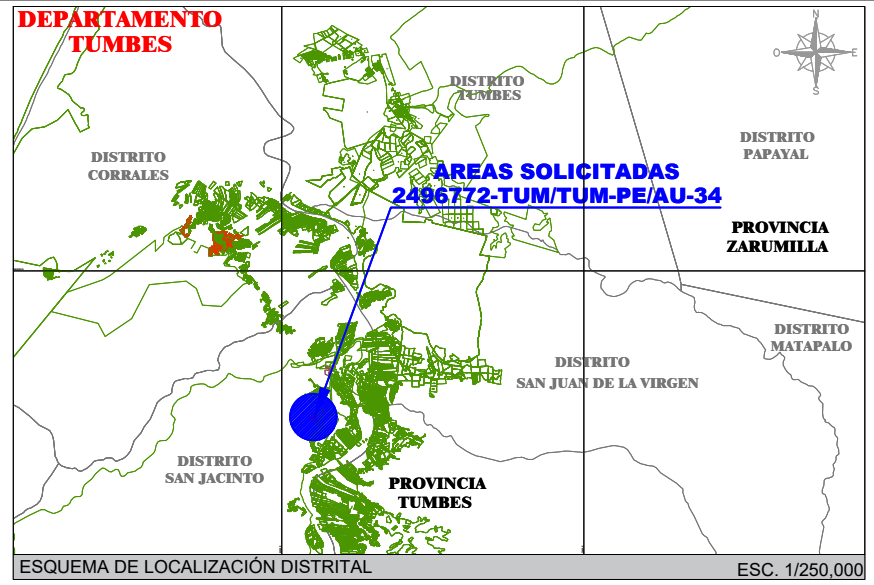 DEPARTAMENTO
TUMBES
N
O
E
S
DISTRITO
TUMBES
DISTRITO
PAPAYAL
DISTRITO
CORRALES
AREAS SOLICITADAS
2496772-TUM/TUM-PE/AU-34
PROVINCIA
ZARUMILLA
DISTRITO
MATAPALO
DISTRITO
SAN JUAN DE LA VIRGEN
DISTRITO
SAN JACINTO
PROVINCIA
TUMBES
ESQUEMA DE LOCALIZACIÓN DISTRITAL
ESC. 1/250,000